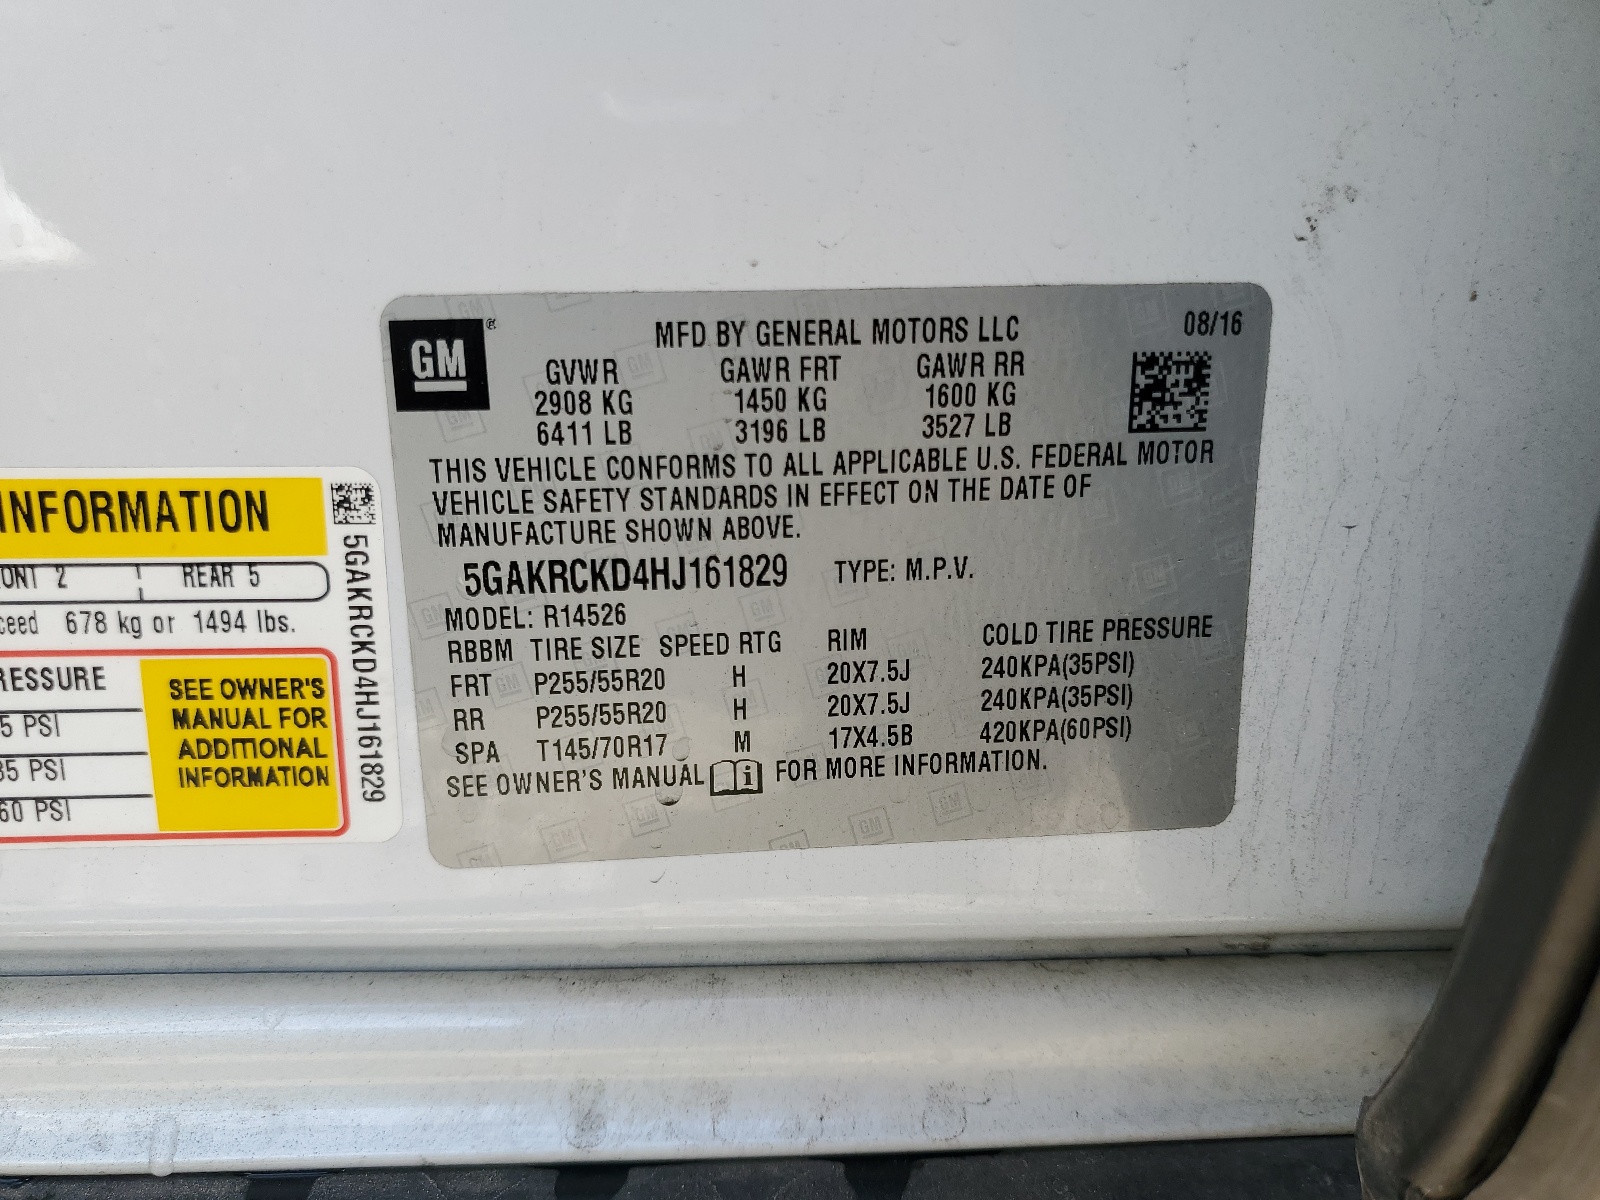 GM®
MFD BY GENERAL MOTORS LLC 08/16
GVWR GAWR FRT GAWR RR
2908 KG 1450 KG 1600 KG
6411 LB 3196 LB 3527 LB
THIS VEHICLE CONFORMS TO ALL APPLICABLE U.S. FEDERAL MOTOR
VEHICLE SAFETY STANDARDS IN EFFECT ON THE DATE OF
MANUFACTURE SHOWN ABOVE.
5GAKRCKD4HJ161829 TYPE: M.P.V.
MODEL: R14526
RBBM TIRE SIZE SPEED RTG RIM COLD TIRE PRESSURE
FRT P255/55R20 H 20X7.5J 240KPA(35PSI)
RR P255/55R20 H 20X7.5J 240KPA(35PSI)
SPA T145/70R17 M 17X4.5B 420KPA(60PSI)
SEE OWNER'S MANUAL i FOR MORE INFORMATION.
INFORMATION
ONT 2 REAR 5
ceed 678 kg or 1494 lbs.
RESSURE
5 PSI
35 PSI
60 PSI
SEE OWNER'S
MANUAL FOR
ADDITIONAL
INFORMATION
5GAKRCKD4HJ161829